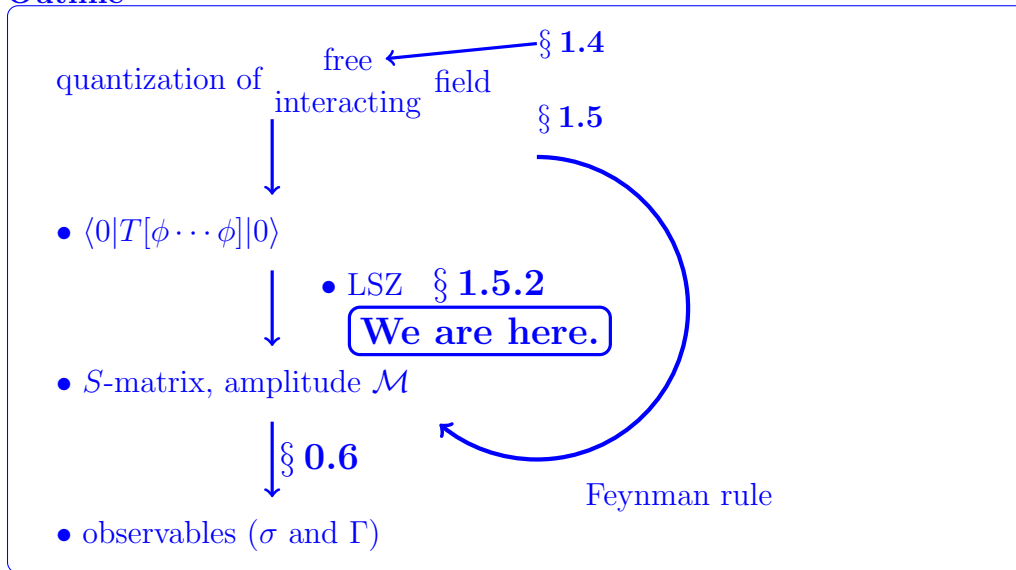 Outline
free § 1.4
quantization of field
interacting
§ 1.5
• ⟨0|T[ϕ · · · ϕ]|0⟩
• LSZ § 1.5.2
We are here.
• S-matrix, amplitude ℳ
§ 0.6
Feynman rule
• observables (σ and Γ)